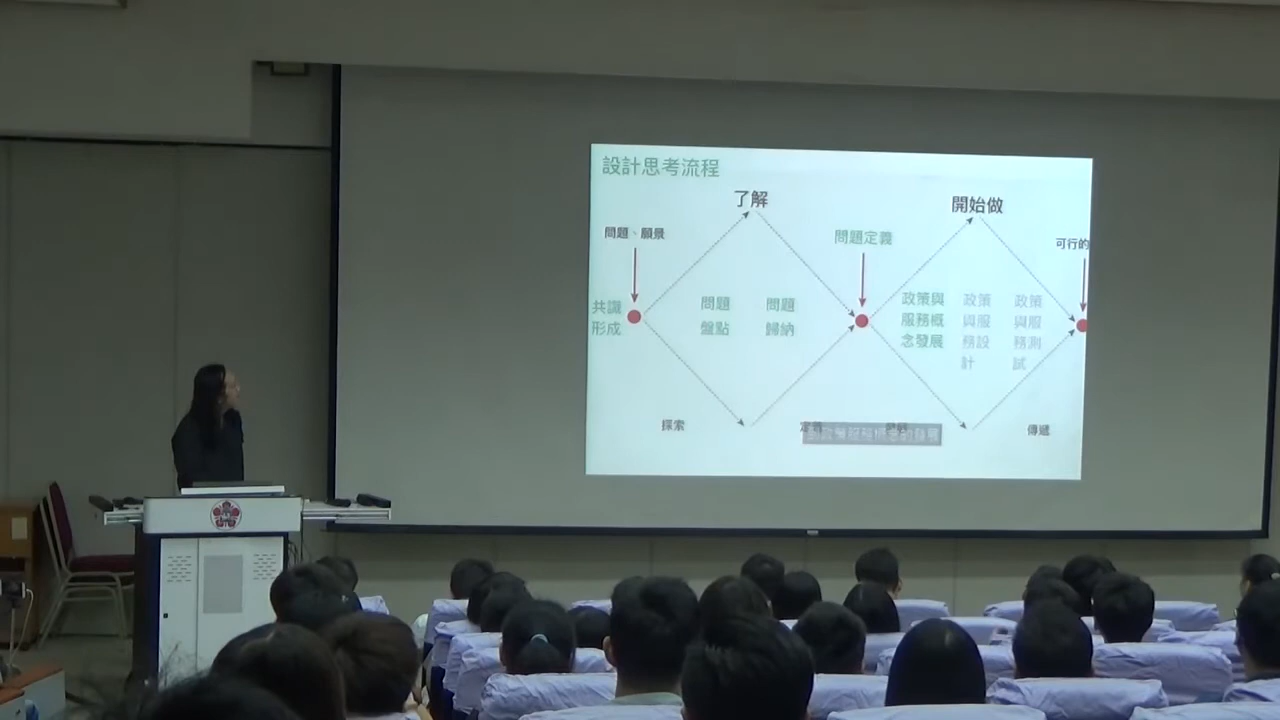 設計思考流程
了解
開始做
問題、願景
問題定義
可行的
共識
形成
問題
盤點
問題
歸納
政策與
服務概
念發展
政策
與服
務設
計
政策
與服
務測
試
探索
定義
傳遞